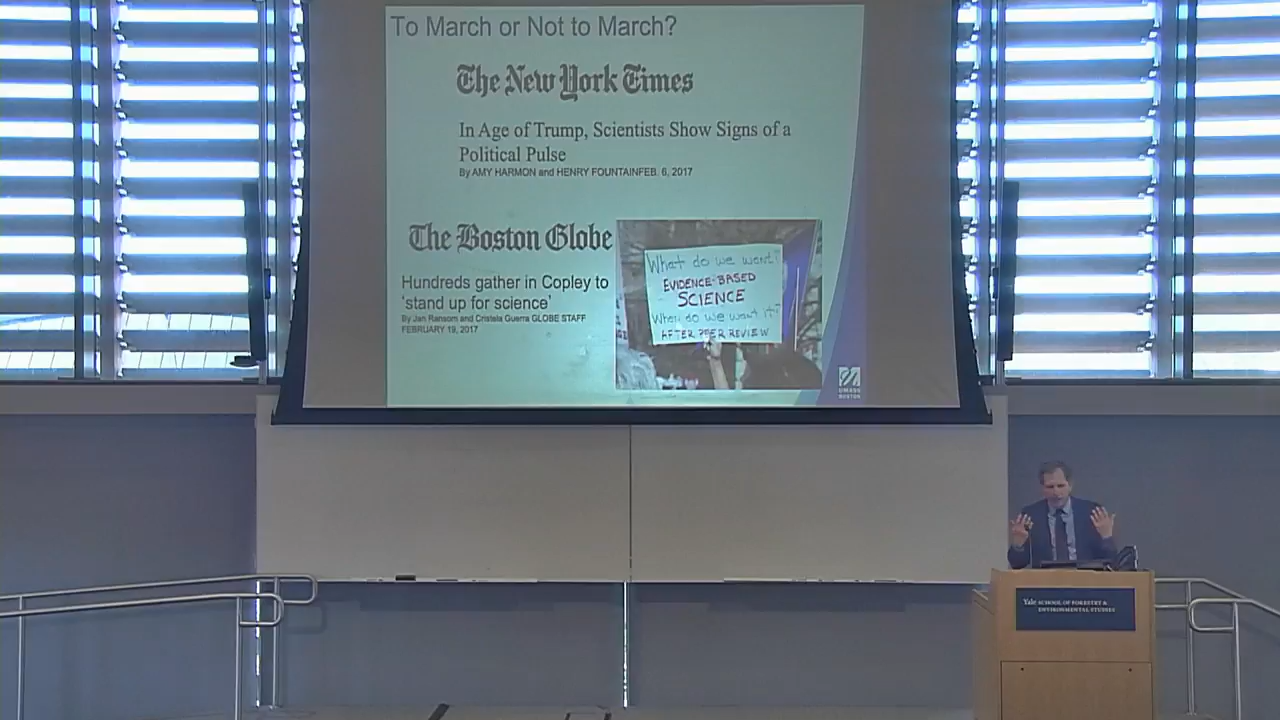 To March or Not to March?
The New York Times
In Age of Trump, Scientists Show Signs of a
Political Pulse
By AMY HARMON and HENRY FOUNTAINFEB. 6, 2017
The Boston Globe
Hundreds gather in Copley to
'stand up for science'
By Jan Ransom and Cristela Guerra GLOBE STAFF
FEBRUARY 19, 2017
What do we want?
EVIDENCE-BASED
SCIENCE
When do we want it?
AFTER PEER REVIEW
UMASS
BOSTON
Yale SCHOOL OF FORESTRY &
ENVIRONMENTAL STUDIES